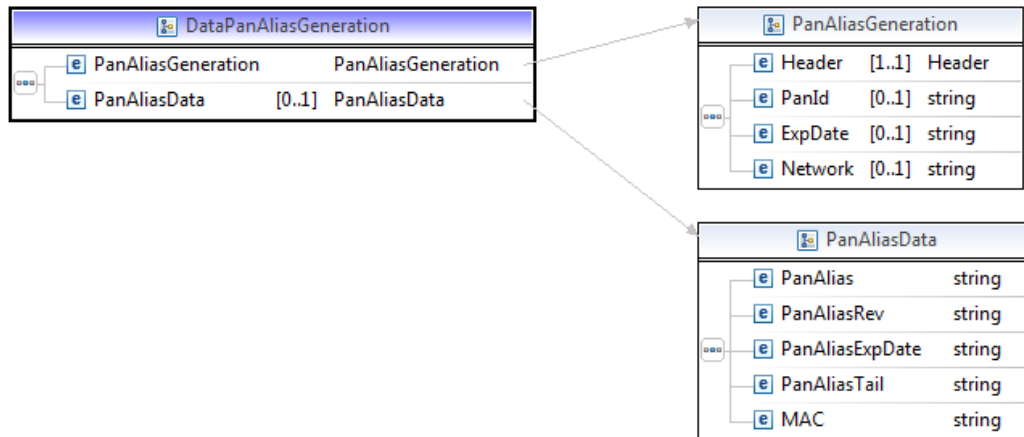 DataPanAliasGeneration
e PanAliasGeneration PanAliasGeneration
e PanAliasData [0..1] PanAliasData
PanAliasGeneration
e Header [1..1] Header
e PanId [0..1] string
e ExpDate [0..1] string
e Network [0..1] string
PanAliasData
e PanAlias string
e PanAliasRev string
e PanAliasExpDate string
e PanAliasTail string
e MAC string